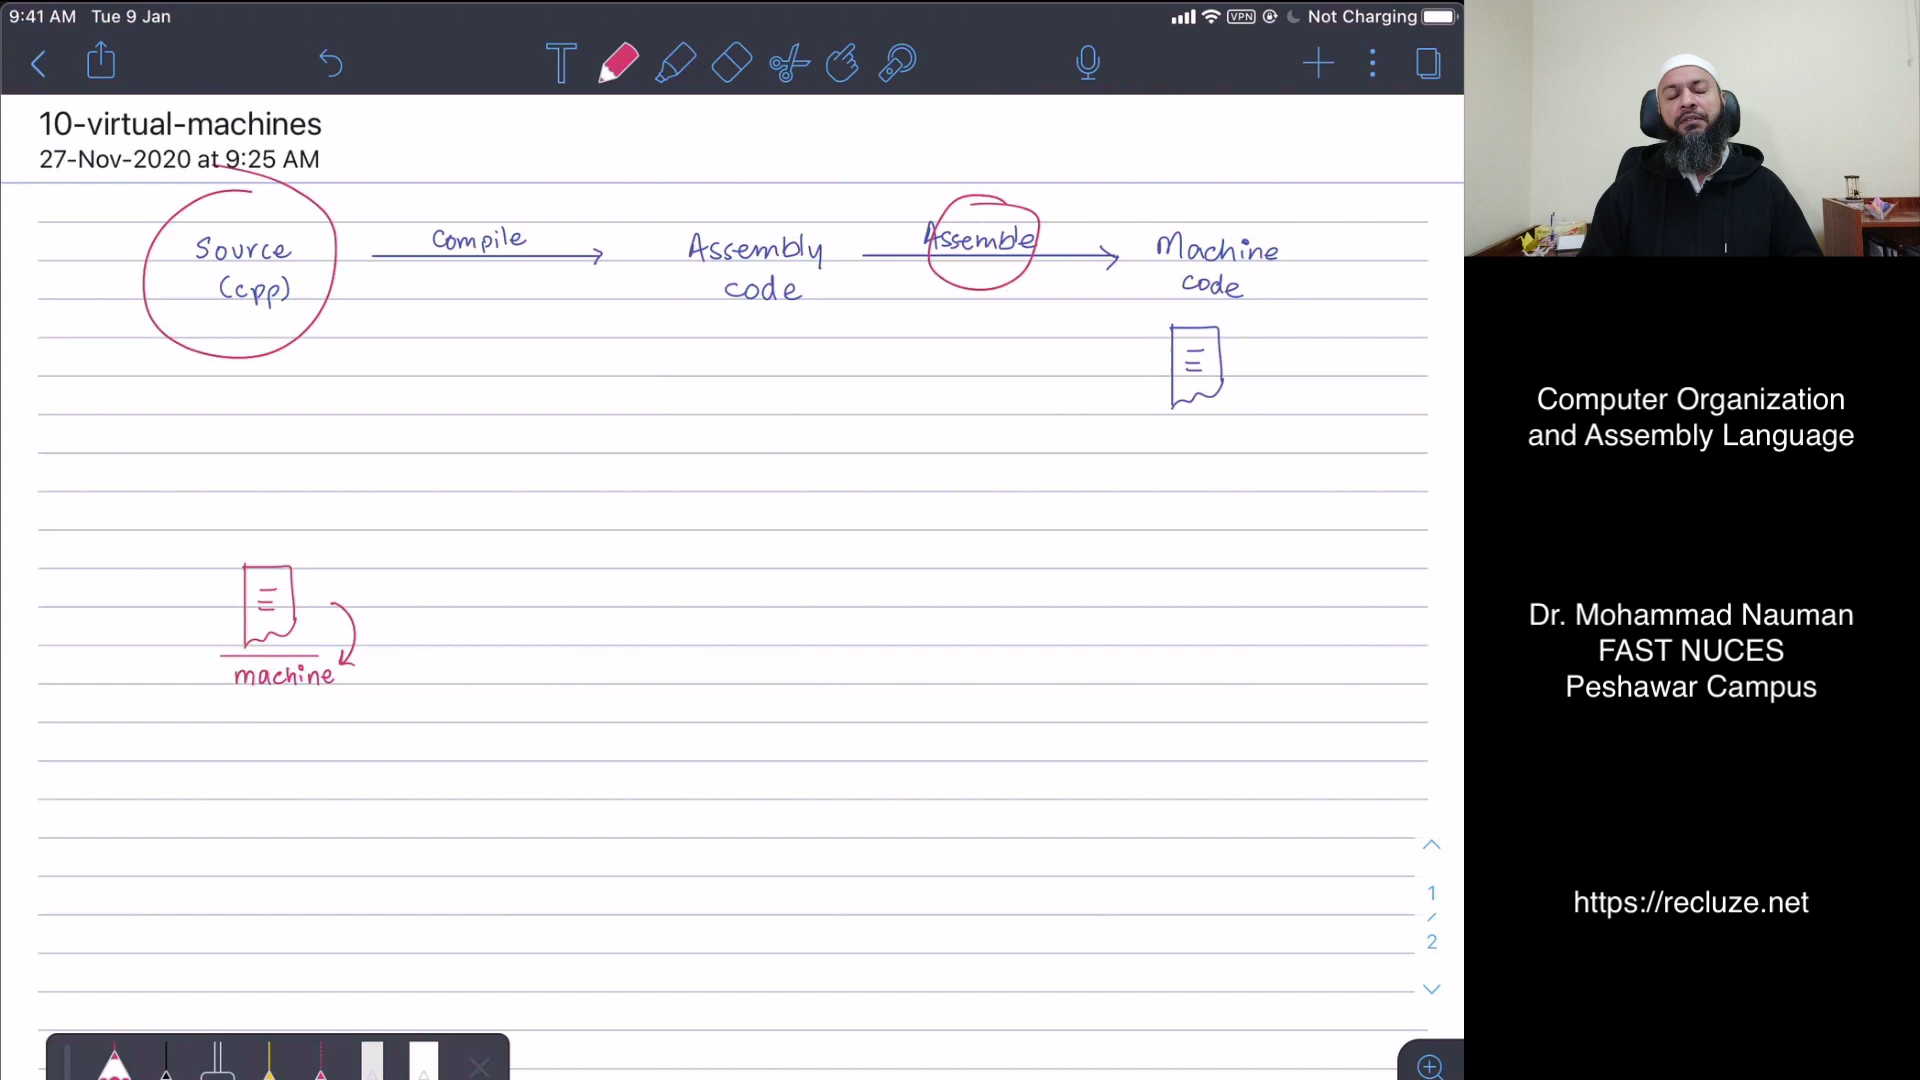 9:41 AM Tue 9 Jan
VPN Not Charging
T
10-virtual-machines
27-Nov-2020 at 9:25 AM
Source
(cpp)
Compile
Assembly
code
Assemble
Machine
code
machine
1
/
2
Computer Organization
and Assembly Language
Dr. Mohammad Nauman
FAST NUCES
Peshawar Campus
https://recluze.net